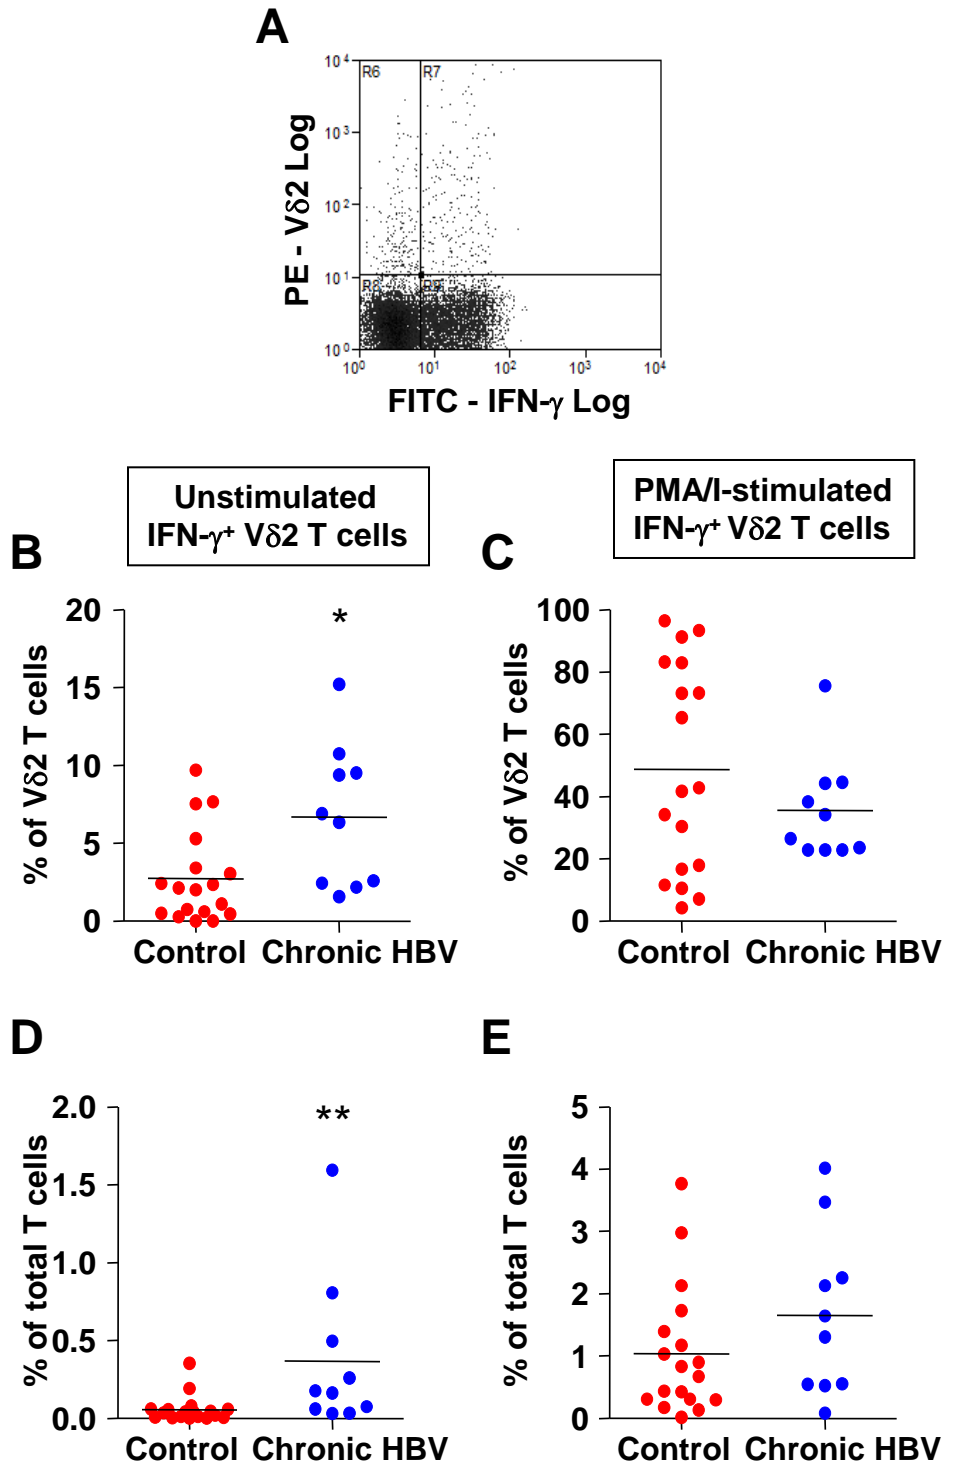 A
10⁴
R6
R7
10³
10²
10¹
R8
R9
10⁰
PE - Vδ2 Log
10⁰ 10¹ 10² 10³ 10⁴
FITC - IFN-γ Log
Unstimulated
IFN-γ⁺ Vδ2 T cells
PMA/I-stimulated
IFN-γ⁺ Vδ2 T cells
B
% of Vδ2 T cells
20
15
10
5
0
*
Control Chronic HBV
C
% of Vδ2 T cells
100
80
60
40
20
0
Control Chronic HBV
D
% of total T cells
2.0
1.5
1.0
0.5
0.0
**
Control Chronic HBV
E
% of total T cells
5
4
3
2
1
0
Control Chronic HBV